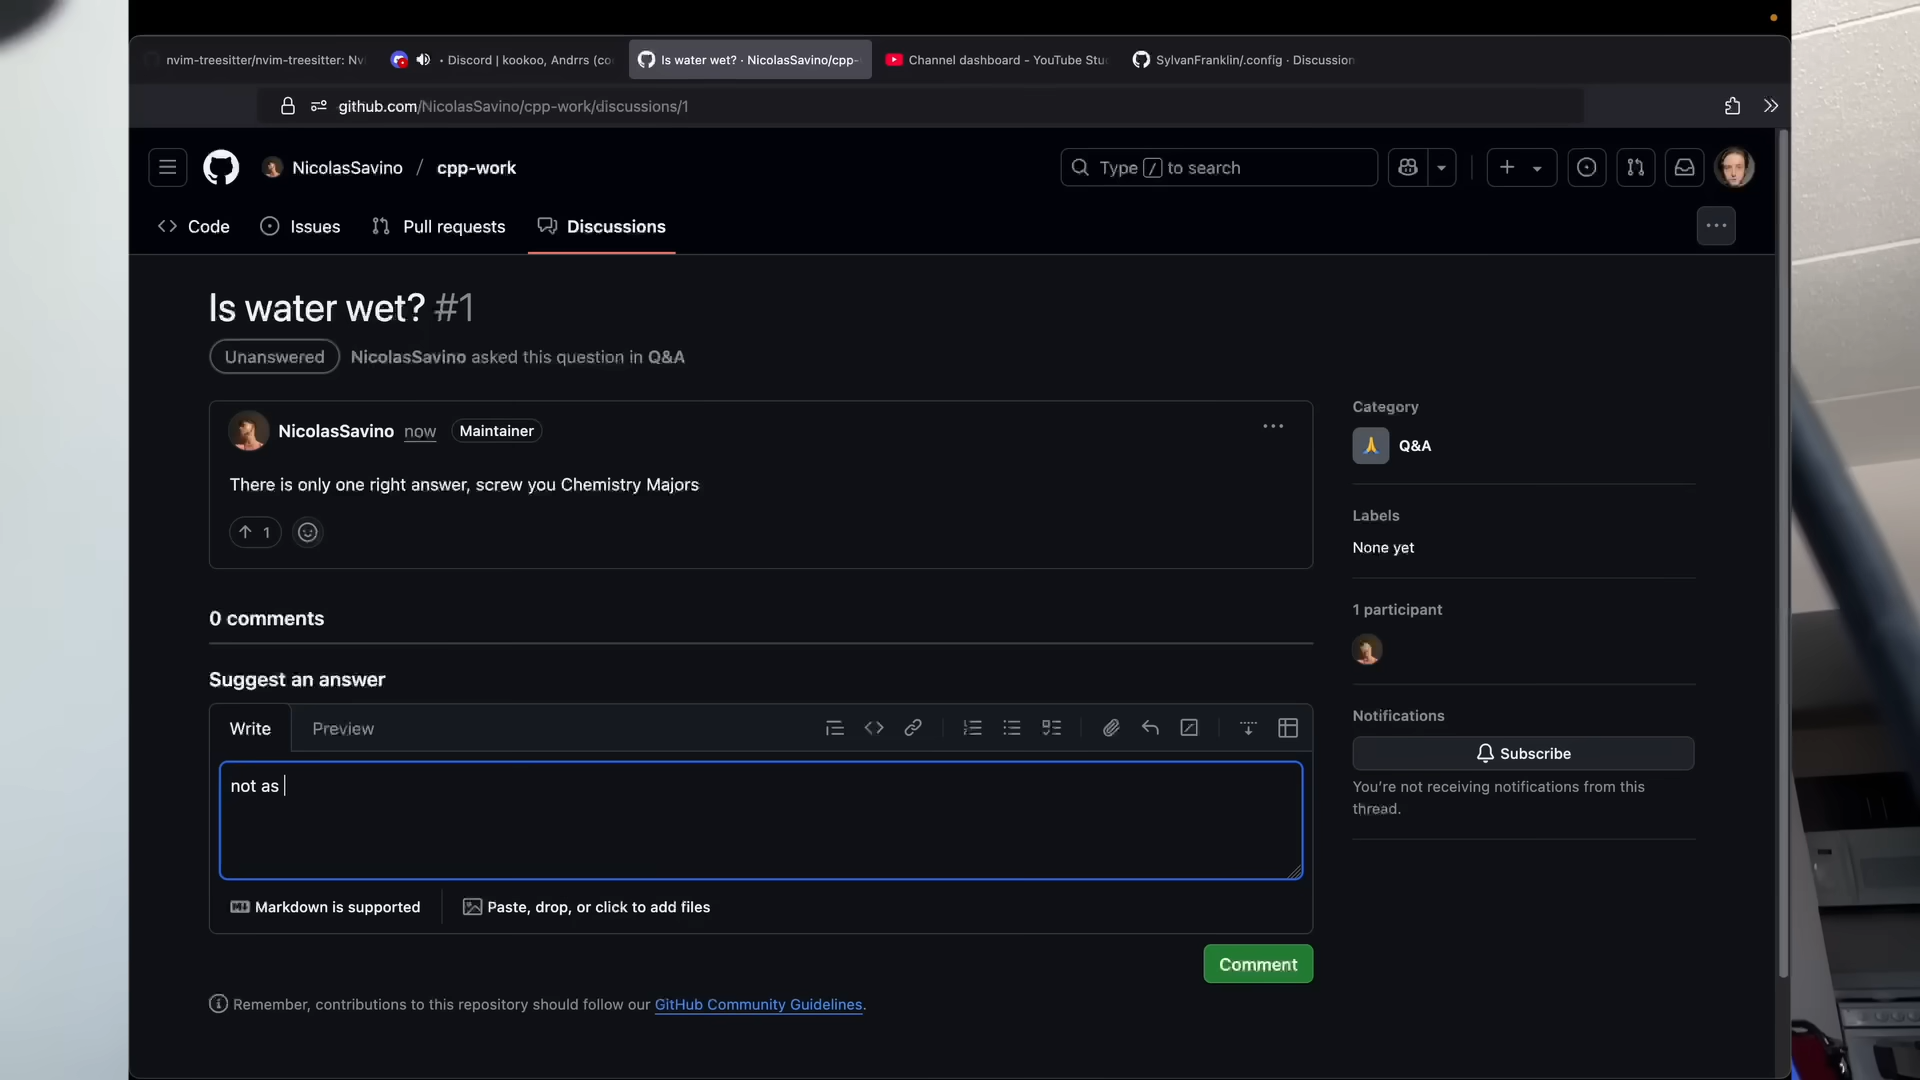 nvim-treesitter/nvim-treesitter: Nv
· Discord | kookoo, Andrrs (co
Is water wet? · NicolasSavino/cpp-
Channel dashboard - YouTube Stu
SylvanFranklin/.config · Discussion
github.com/NicolasSavino/cpp-work/discussions/1
NicolasSavino / cpp-work
Type / to search
Code
Issues
Pull requests
Discussions
Is water wet? #1
Unanswered
NicolasSavino asked this question in Q&A
NicolasSavino now
Maintainer
There is only one right answer, screw you Chemistry Majors
1
0 comments
Suggest an answer
Write
Preview
not as
Markdown is supported
Paste, drop, or click to add files
Comment
Remember, contributions to this repository should follow our GitHub Community Guidelines.
Category
Q&A
Labels
None yet
1 participant
Notifications
Subscribe
You're not receiving notifications from this
thread.